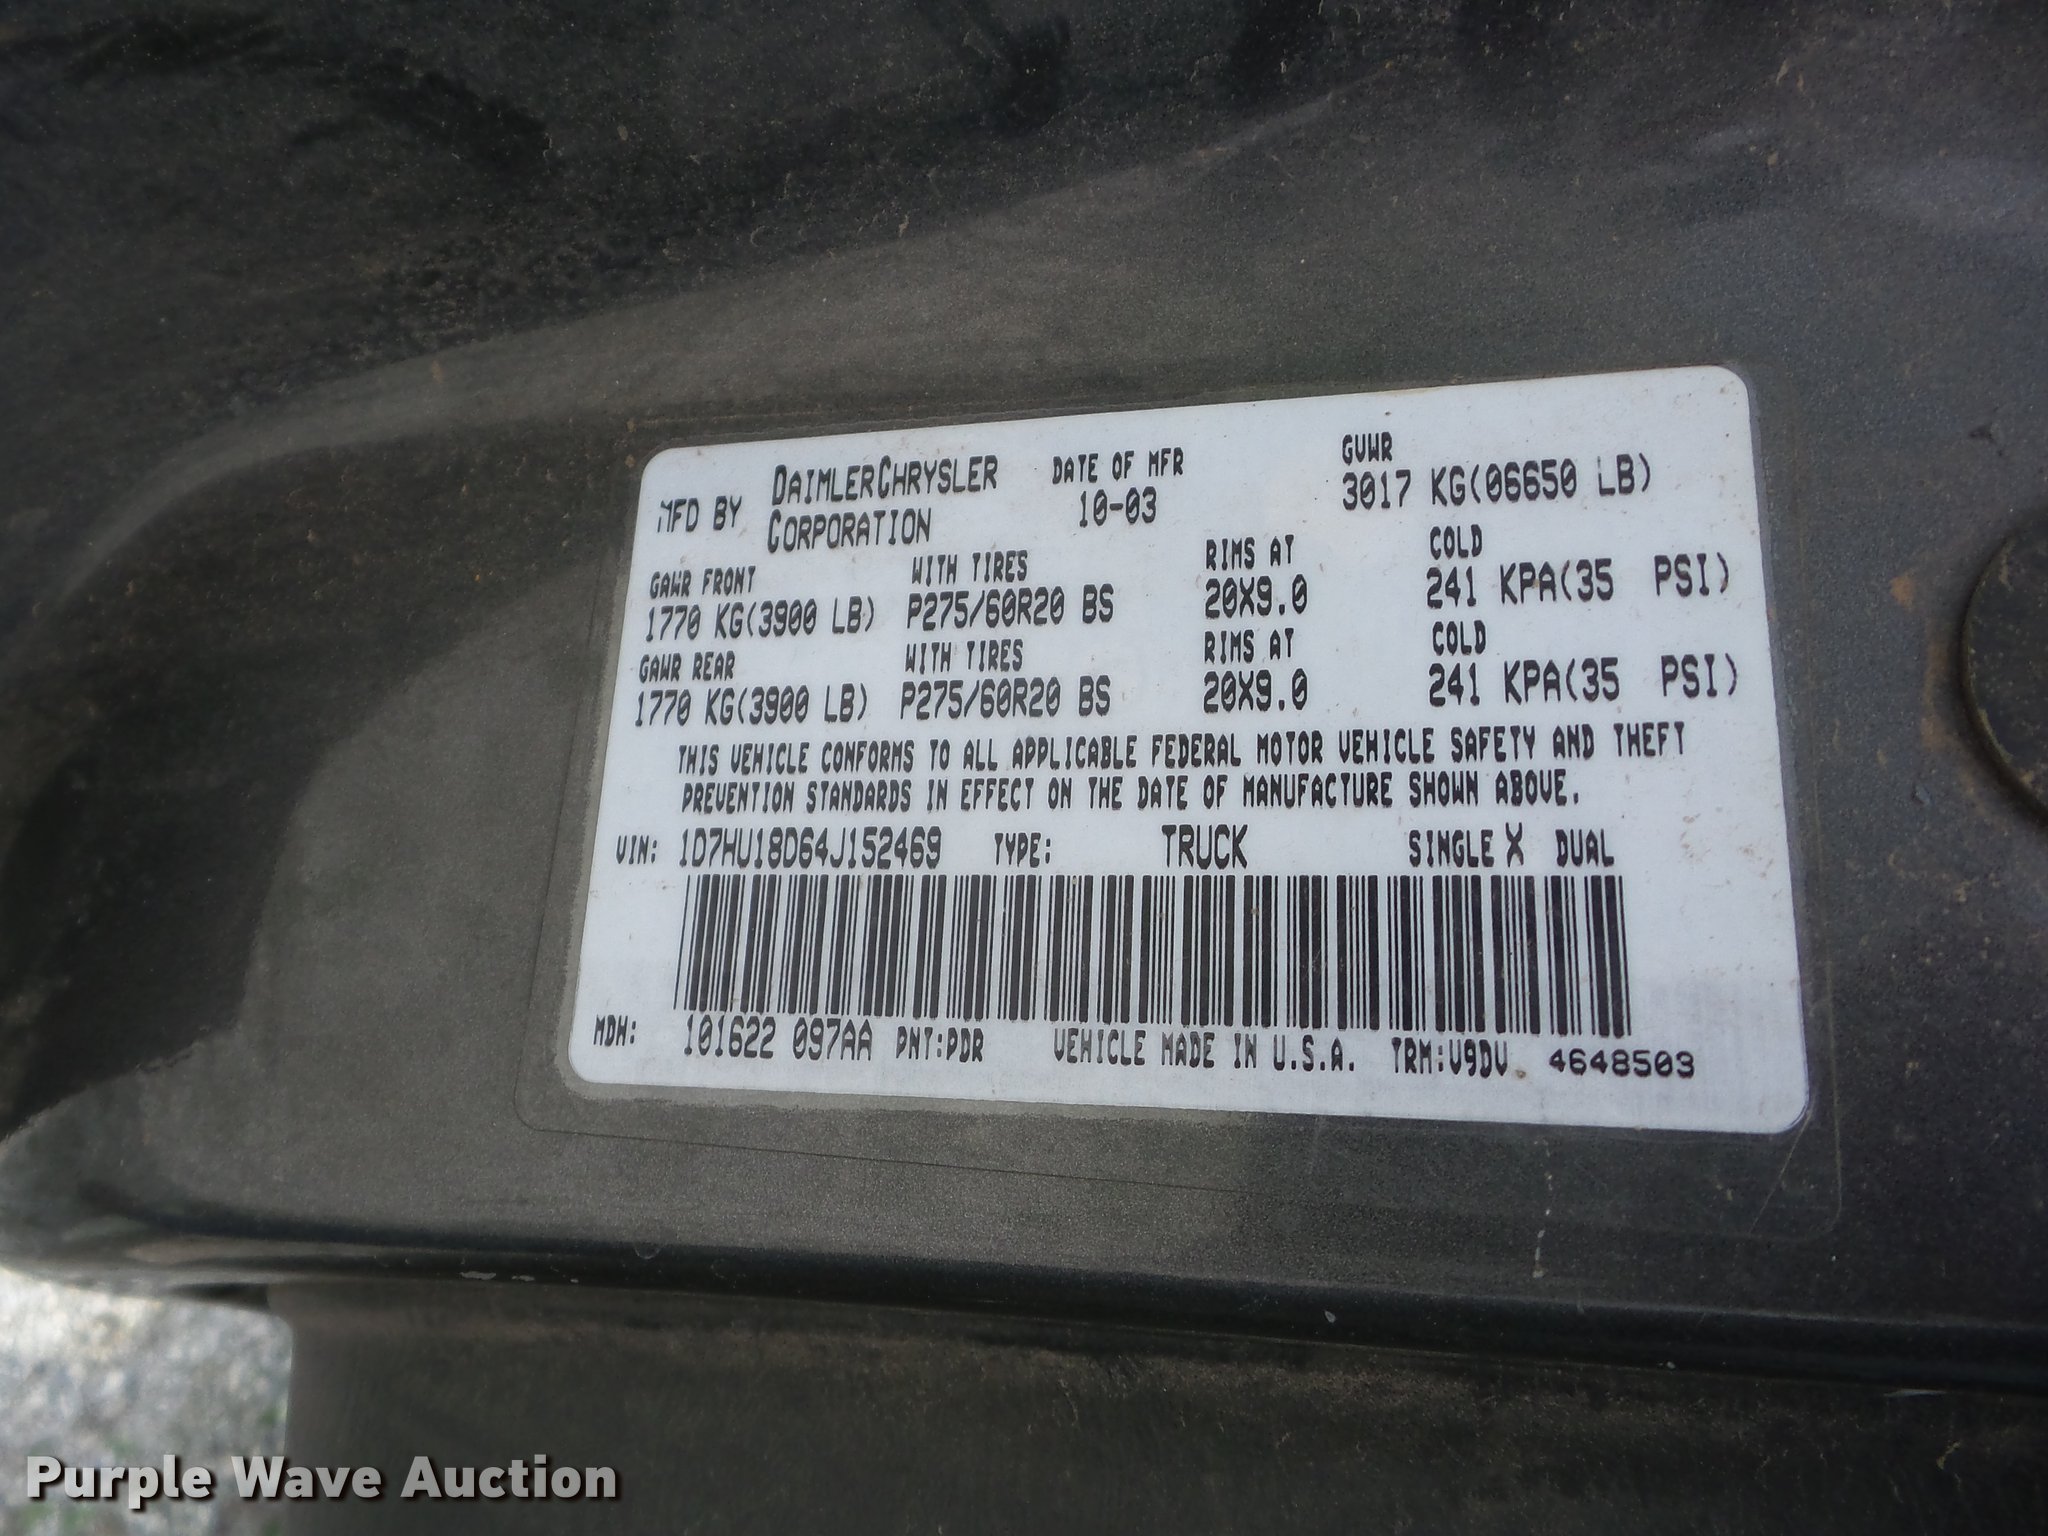 MFD BY DAIMLERCHRYSLER CORPORATION DATE OF MFR 10-03 GVWR 3017 KG(06650 LB)
GAWR FRONT WITH TIRES RIMS AT COLD
1770 KG(3900 LB) P275/60R20 BS 20X9.0 241 KPA(35 PSI)
GAWR REAR WITH TIRES RIMS AT COLD
1770 KG(3900 LB) P275/60R20 BS 20X9.0 241 KPA(35 PSI)
THIS VEHICLE CONFORMS TO ALL APPLICABLE FEDERAL MOTOR VEHICLE SAFETY AND THEFT
PREVENTION STANDARDS IN EFFECT ON THE DATE OF MANUFACTURE SHOWN ABOVE.
VIN: 1D7HU18D64J152469 TYPE: TRUCK SINGLE X DUAL
MDH: 101622 097AA PNT:PDR VEHICLE MADE IN U.S.A. TRM:V9DV 4648503
Purple Wave Auction